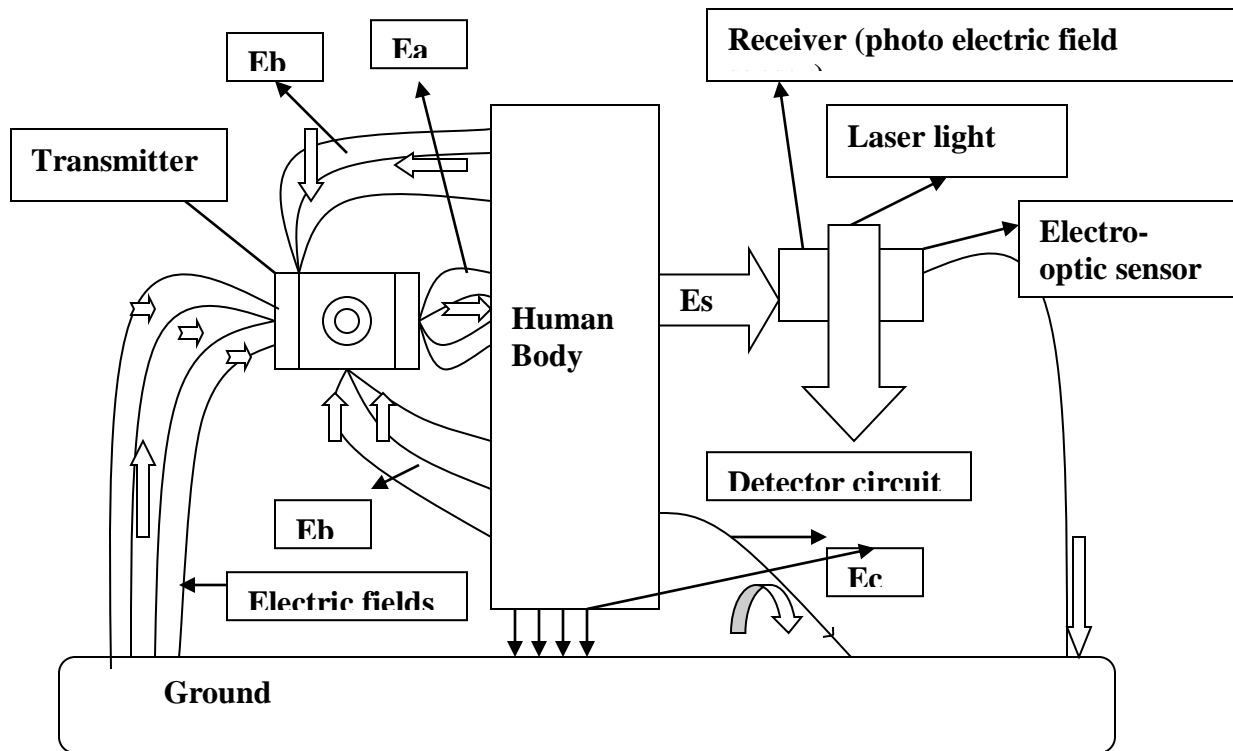 Eb
Ea
Receiver (photo electric field
Transmitter
Laser light
Electro-
optic sensor
Es
Human
Body
Detector circuit
Eb
Ec
Electric fields
Ground